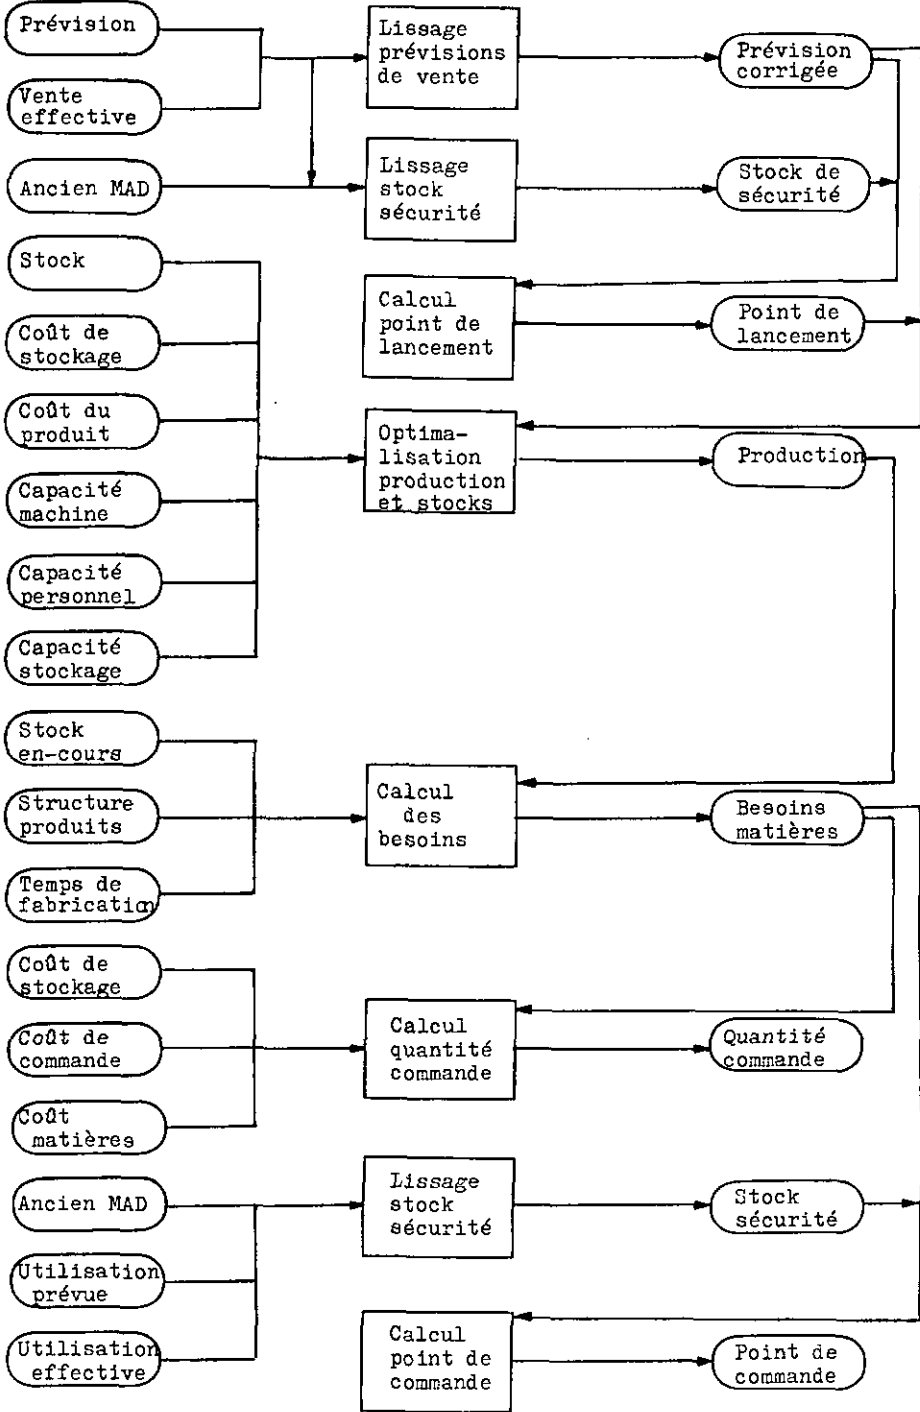 Prévision
Vente
effective
Ancien MAD
Lissage
prévisions
de vente
Prévision
corrigée
Lissage
stock
sécurité
Stock de
sécurité
Stock
Coût de
stockage
Coût du
produit
Capacité
machine
Capacité
personnel
Capacité
stockage
Calcul
point de
lancement
Point de
lancement
Optima-
lisation
production
et stocks
Production
Stock
en-cours
Structure
produits
Temps de
fabrication
Calcul
des
besoins
Besoins
matières
Coût de
stockage
Coût de
commande
Coût
matières
Calcul
quantité
commande
Quantité
commande
Ancien MAD
Utilisation
prévue
Utilisation
effective
Lissage
stock
sécurité
Stock
sécurité
Calcul
point de
commande
Point de
commande